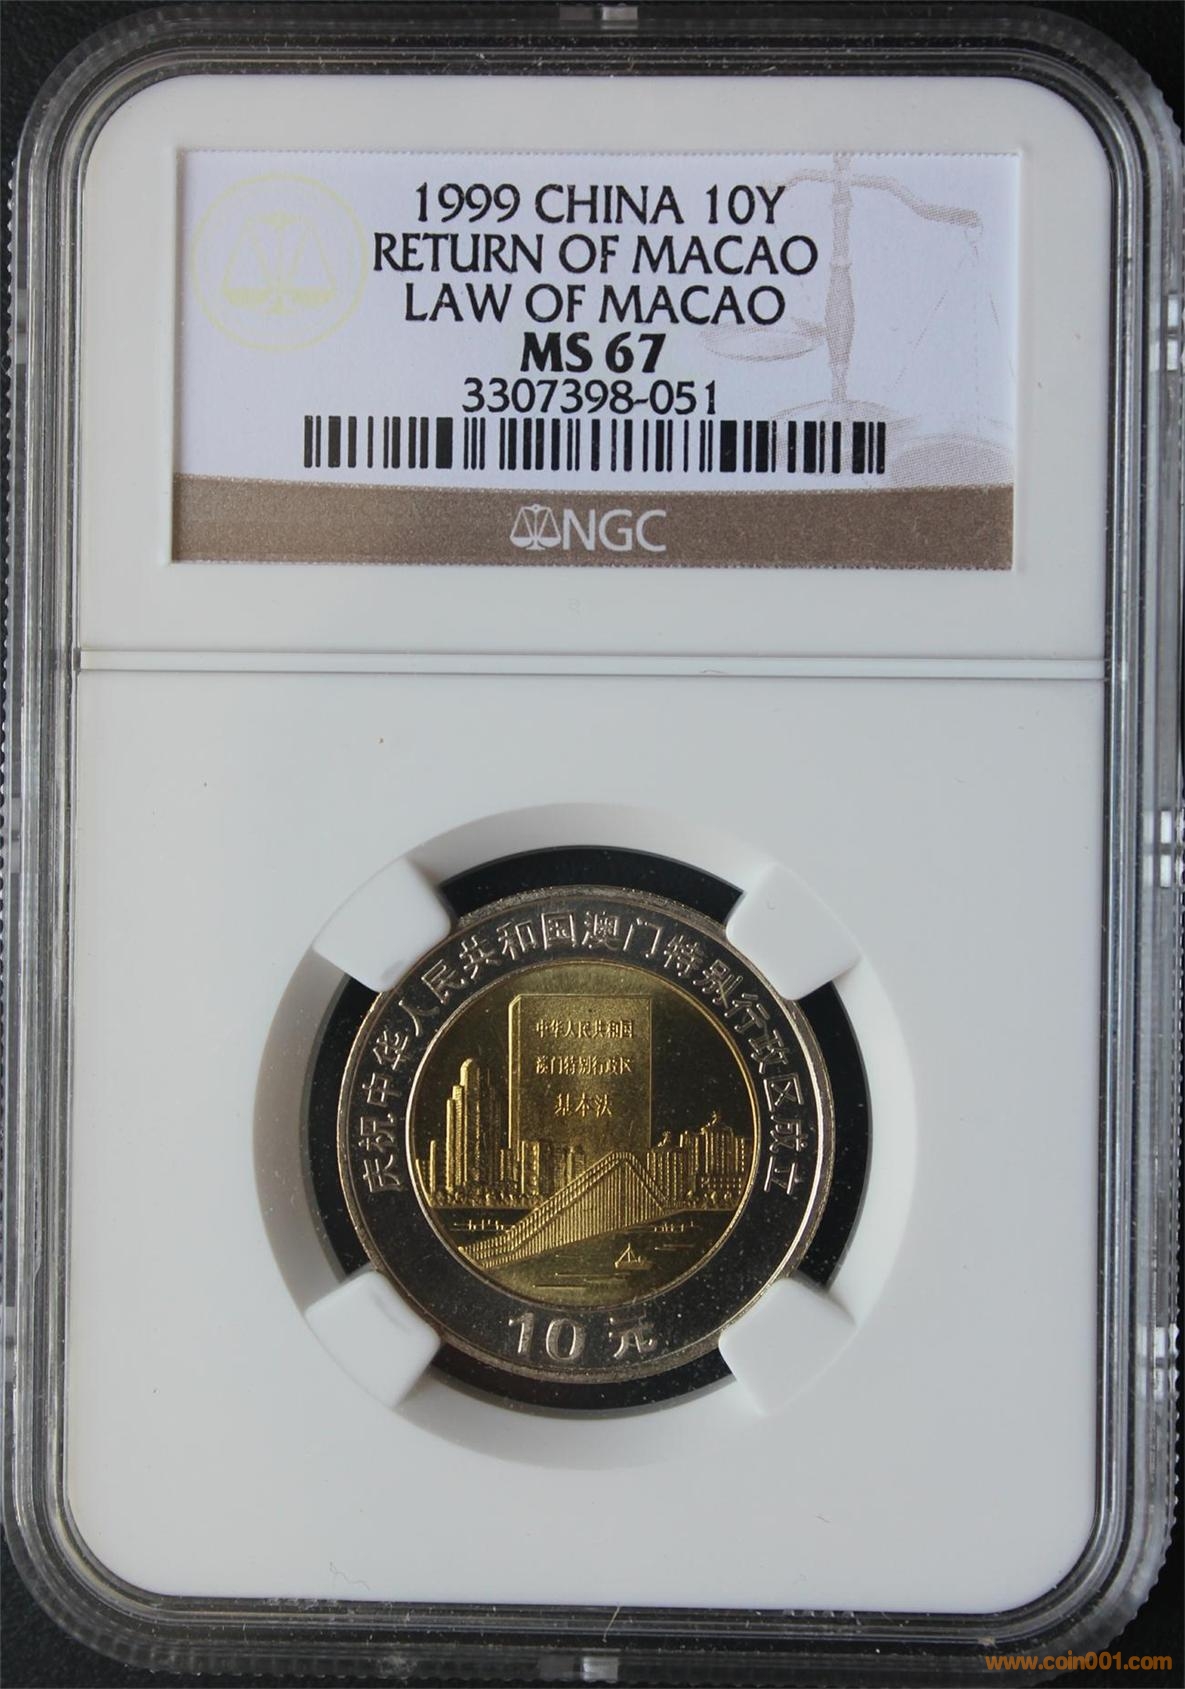 1999 CHINA 10Y
RETURN OF MACAO
LAW OF MACAO
MS 67
3307398-051
NGC
庆祝中华人民共和国澳门特别行政区成立
中华人民共和国
澳门特别行政区
基本法
10元
www.coin001.com